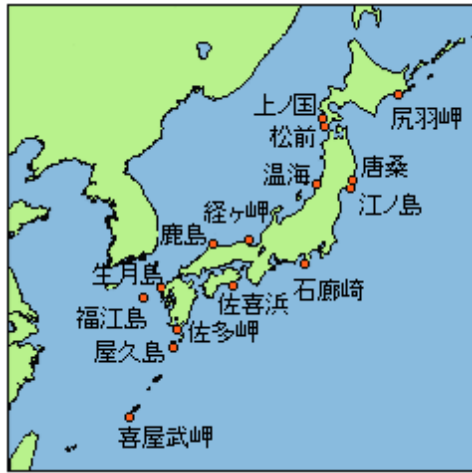 上ノ国
尻羽岬
松前
温海
唐桑
江ノ島
経ヶ岬
鹿島
生月島
石廊崎
佐喜浜
福江島
佐多岬
屋久島
喜屋武岬